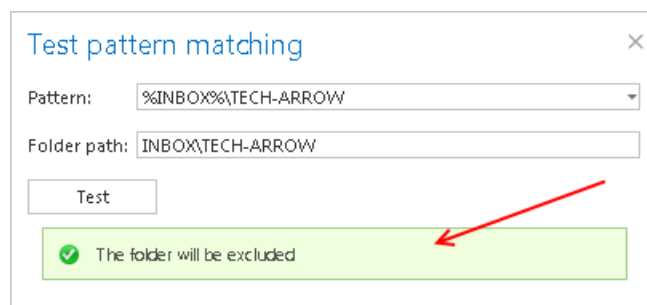 Test pattern matching
Pattern: %INBOX%\TECH-ARROW
Folder path: INBOX\TECH-ARROW
Test
The folder will be excluded